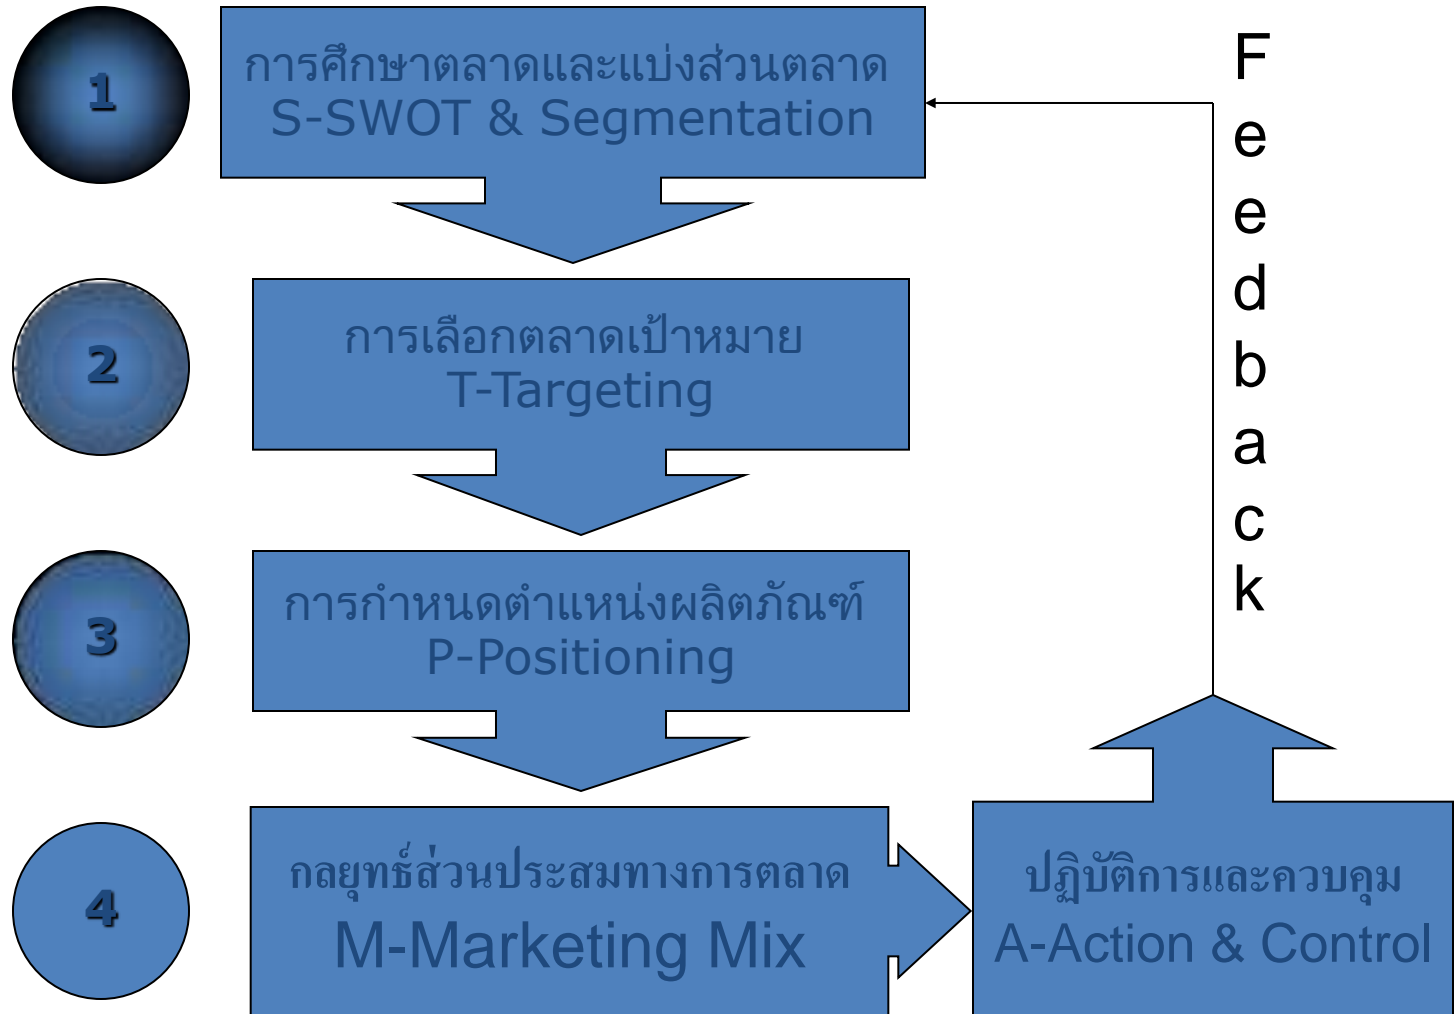 1
การศึกษาตลาดและแบ่งส่วนตลาด
S-SWOT & Segmentation
2
การเลือกตลาดเป้าหมาย
T-Targeting
3
การกำหนดตำแหน่งผลิตภัณฑ์
P-Positioning
4
กลยุทธ์ส่วนประสมทางการตลาด
M-Marketing Mix
ปฏิบัติการและควบคุม
A-Action & Control
Feedback